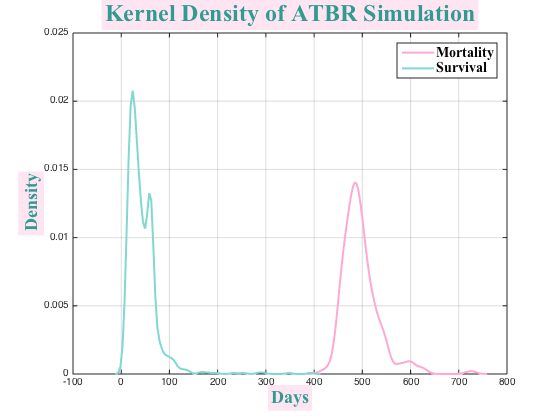 Kernel Density of ATBR Simulation
0.025
Mortality
Survival
0.02
0.015
Density
0.01
0.005
0
-100 0 100 200 300 400 500 600 700 800
Days